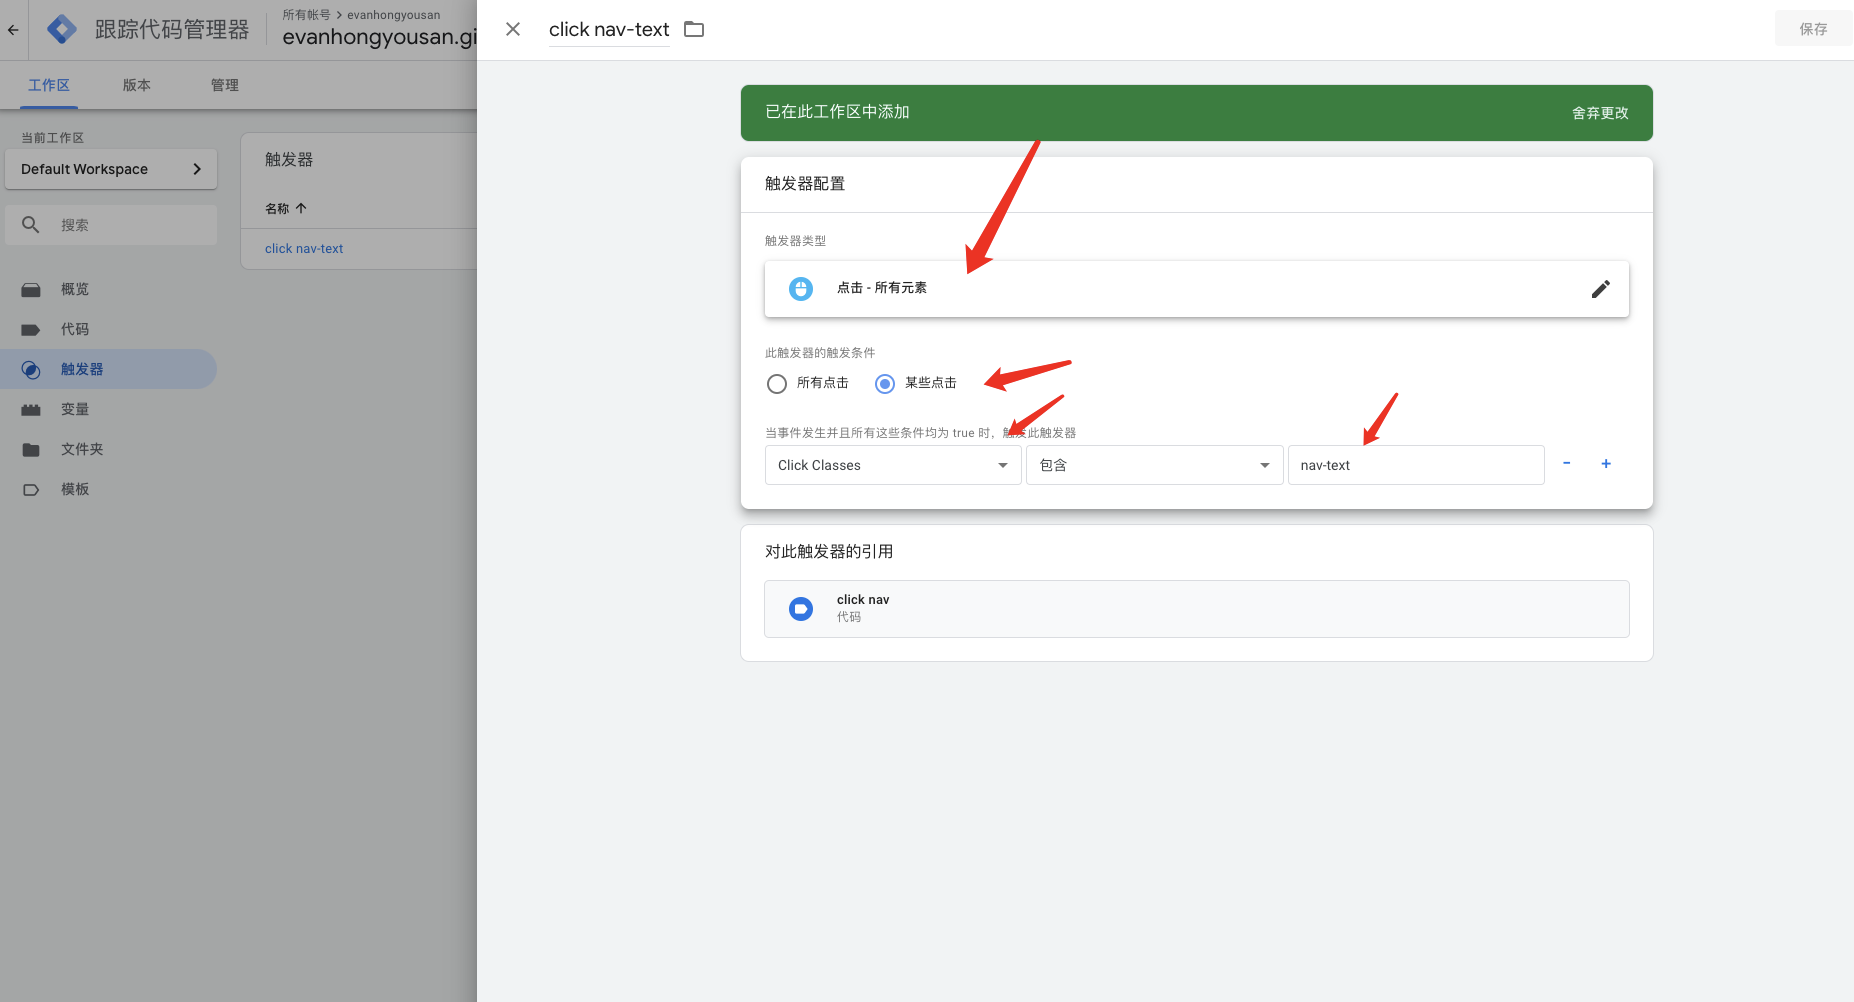 跟踪代码管理器
所有帐号 > evanhongyousan
evanhongyousan.gi
工作区
版本
管理
当前工作区
Default Workspace
搜索
概览
代码
触发器
变量
文件夹
模板
触发器
名称
click nav-text
click nav-text
保存
已在此工作区中添加
舍弃更改
触发器配置
触发器类型
点击 - 所有元素
此触发器的触发条件
所有点击
某些点击
当事件发生并且所有这些条件均为 true 时，触发此触发器
Click Classes
包含
nav-text
- +
对此触发器的引用
click nav
代码